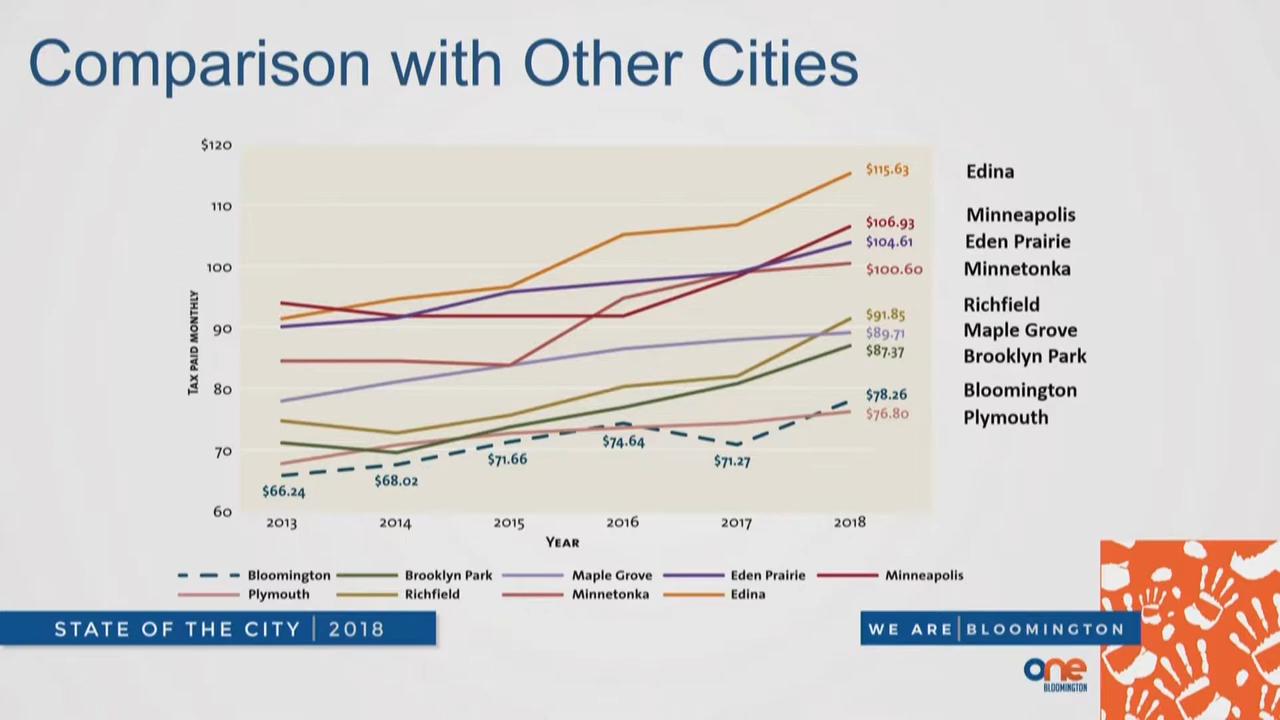 Comparison with Other Cities
$120
110
100
90
80
70
60
TAX PAID MONTHLY
$115.63
$106.93
$104.61
$100.60
$91.85
$89.71
$87.37
$78.26
$76.80
$66.24
$68.02
$71.66
$74.64
$71.27
Edina
Minneapolis
Eden Prairie
Minnetonka
Richfield
Maple Grove
Brooklyn Park
Bloomington
Plymouth
2013 2014 2015 2016 2017 2018
YEAR
Bloomington Brooklyn Park Maple Grove Eden Prairie Minneapolis
Plymouth Richfield Minnetonka Edina
STATE OF THE CITY | 2018
WE ARE | BLOOMINGTON
one
BLOOMINGTON